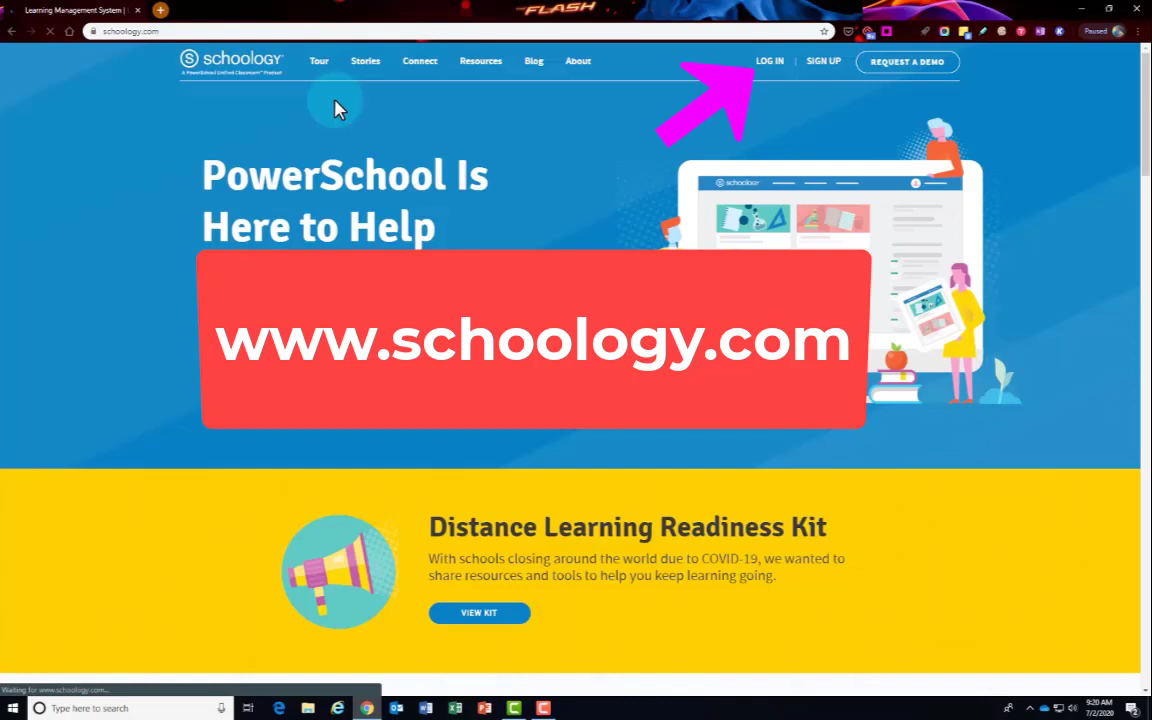 Learning Management System |
FLASH
schoology.com
Paused
schoology
A PowerSchool Unified Classroom™ Product
Tour
Stories
Connect
Resources
Blog
About
LOG IN
SIGN UP
REQUEST A DEMO
PowerSchool Is
Here to Help
schoology
www.schoology.com
Distance Learning Readiness Kit
With schools closing around the world due to COVID-19, we wanted to
share resources and tools to help you keep learning going.
VIEW KIT
Waiting for www.schoology.com...
Type here to search
9:20 AM
7/2/2020